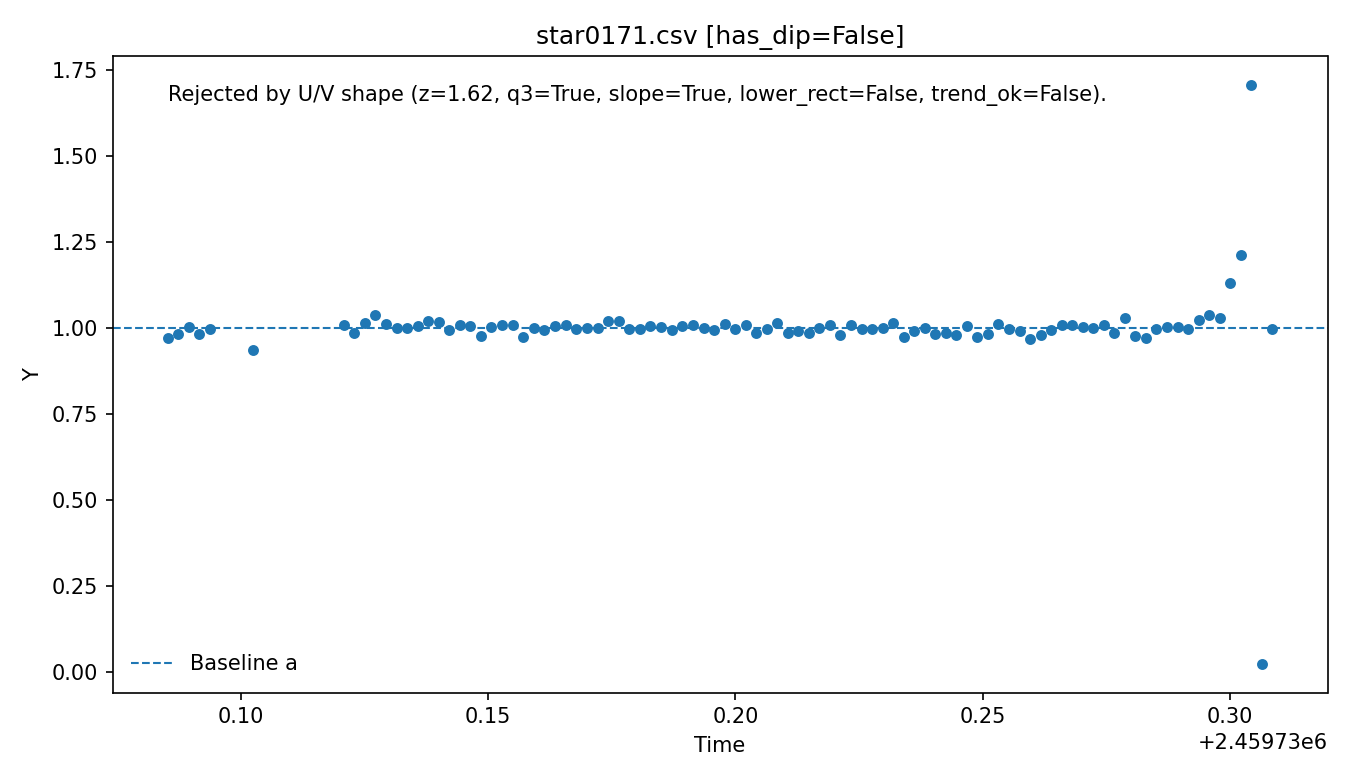 star0171.csv [has_dip=False]
Rejected by U/V shape (z=1.62, q3=True, slope=True, lower_rect=False, trend_ok=False).
1.75
1.50
1.25
1.00
0.75
0.50
0.25
0.00
Y
Baseline a
0.10
0.15
0.20
0.25
0.30
Time
+2.45973e6